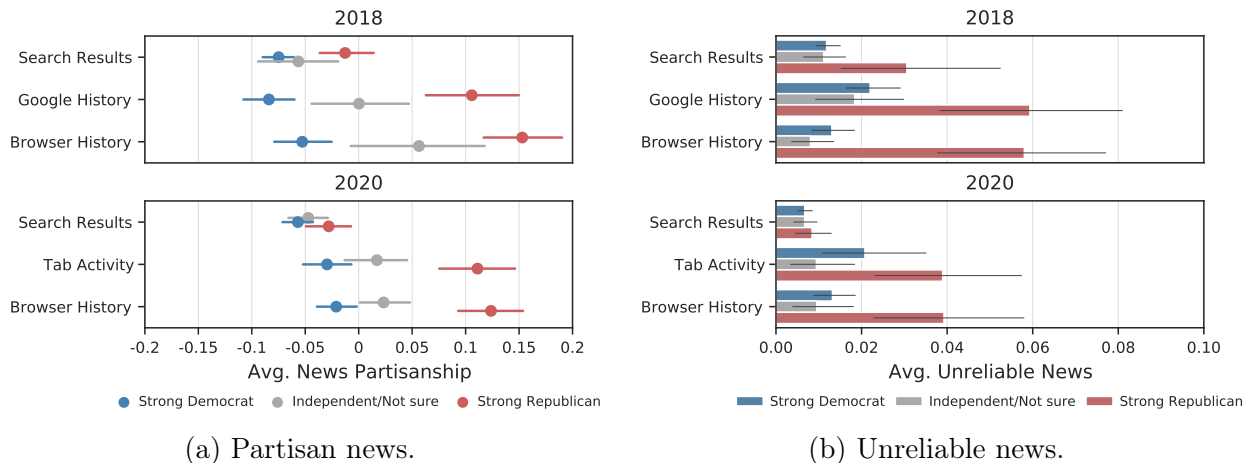 2018
Search Results
Google History
Browser History
2020
Search Results
Tab Activity
Browser History
-0.2 -0.15 -0.1 -0.05 0 0.05 0.1 0.15 0.2
Avg. News Partisanship
Strong Democrat Independent/Not sure Strong Republican
(a) Partisan news.
2018
Search Results
Google History
Browser History
2020
Search Results
Tab Activity
Browser History
0.00 0.02 0.04 0.06 0.08 0.10
Avg. Unreliable News
Strong Democrat Independent/Not sure Strong Republican
(b) Unreliable news.